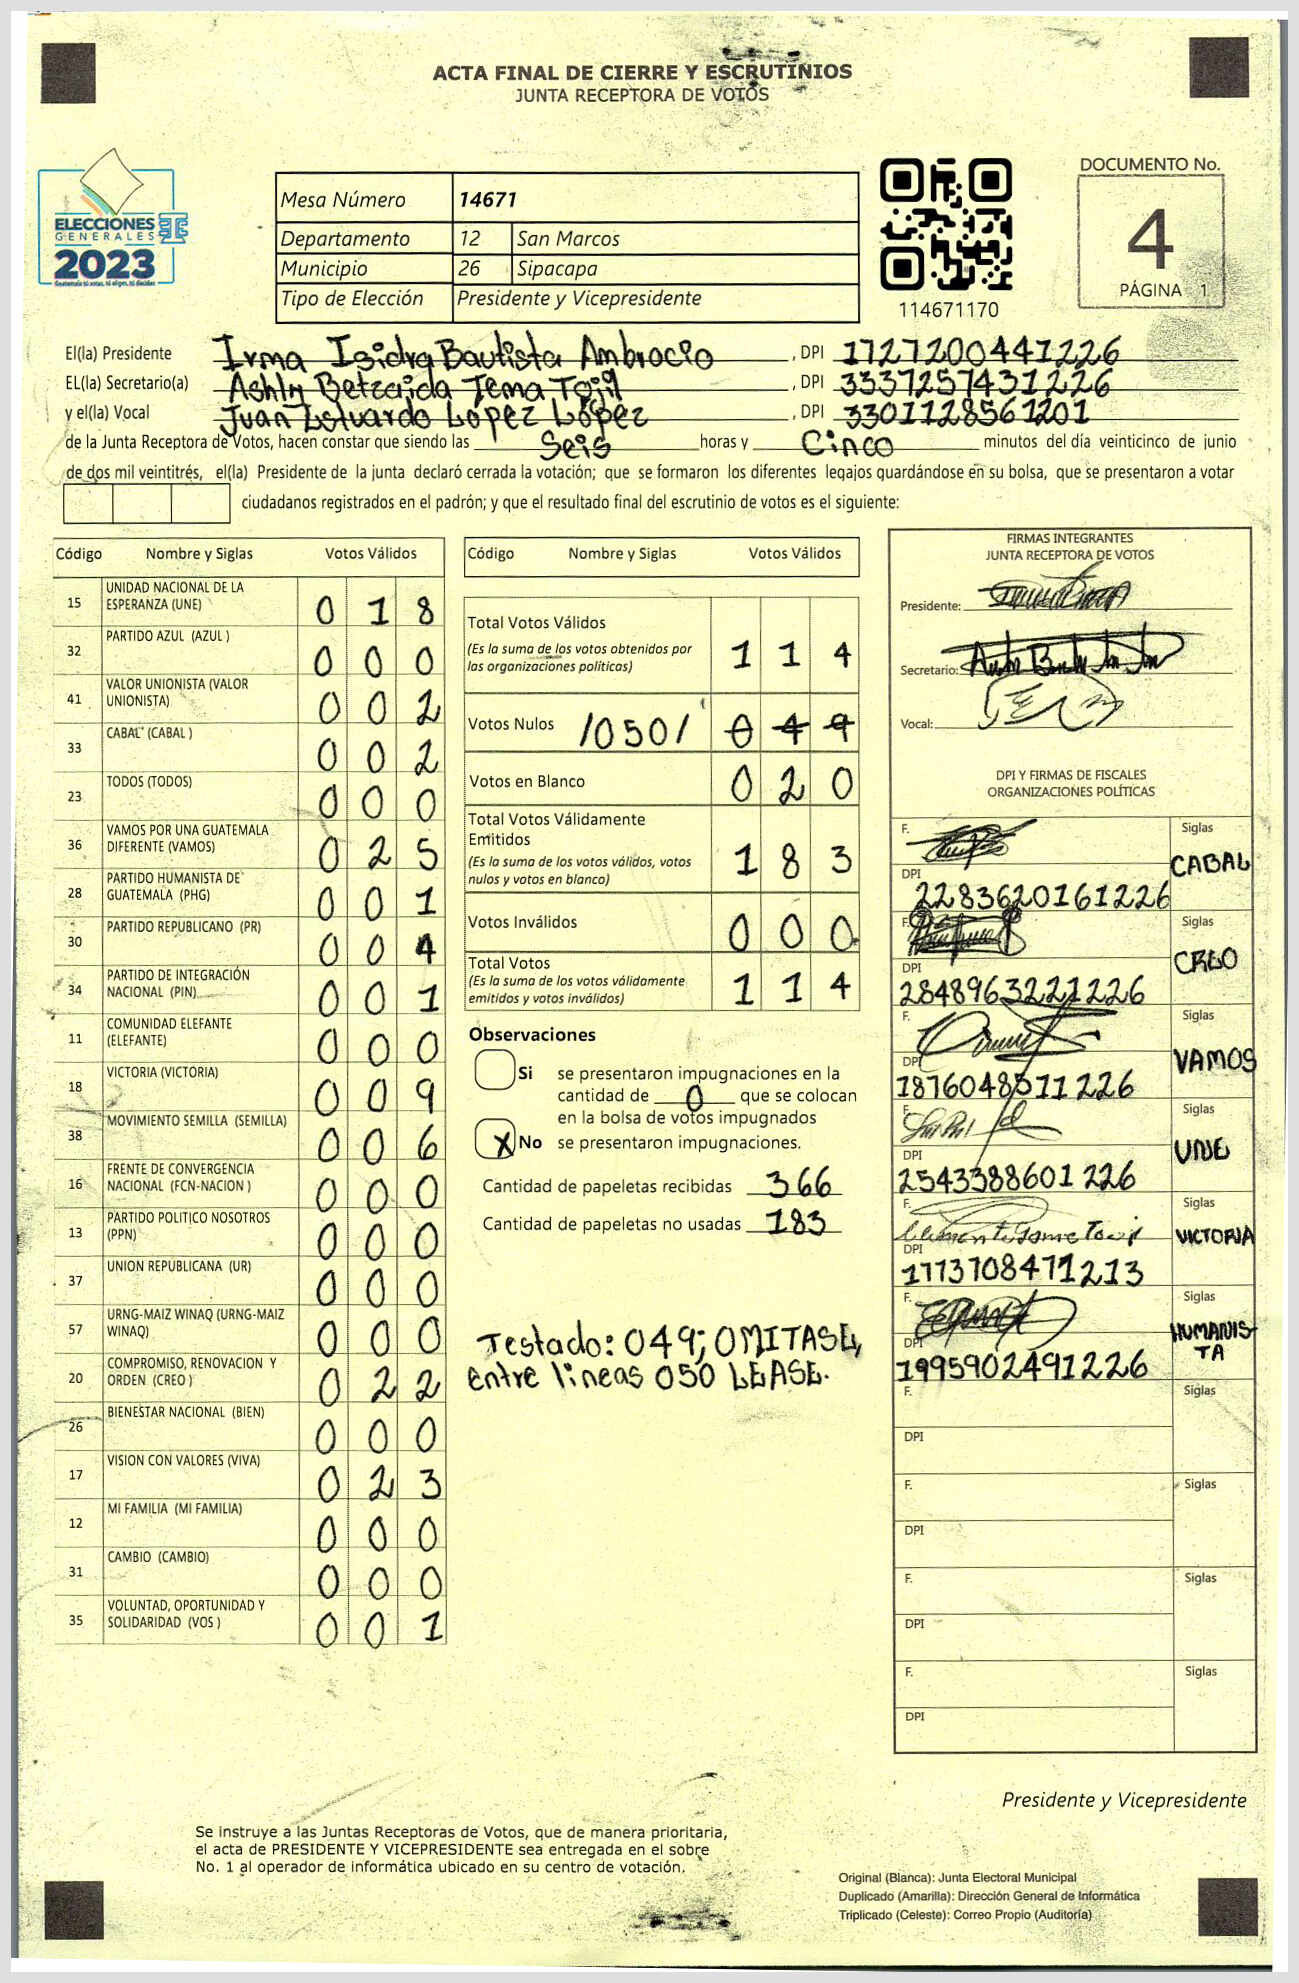 ACTA FINAL DE CIERRE Y ESCRUTINIOS
JUNTA RECEPTORA DE VOTOS
ELECCIONES
GENERALES
2023
Guatemala tú votas, tú eliges, tú decides
Mesa Número 14671
Departamento 12 San Marcos
Municipio 26 Sipacapa
Tipo de Elección Presidente y Vicepresidente
114671170
DOCUMENTO No.
4
PÁGINA 1
El(la) Presidente Irma Isidra Bautista Ambrocio , DPI 1727200441226
EL(la) Secretario(a) Ashly Betzaida Tema Tojil , DPI 3337257431226
y el(la) Vocal Juan Estuardo López López , DPI 3301128561201
de la Junta Receptora de Votos, hacen constar que siendo las Seis horas y Cinco minutos del día veinticinco de junio
de dos mil veintitrés, el(la) Presidente de la junta declaró cerrada la votación; que se formaron los diferentes legajos guardándose en su bolsa, que se presentaron a votar
ciudadanos registrados en el padrón; y que el resultado final del escrutinio de votos es el siguiente:
Código Nombre y Siglas Votos Válidos
15 UNIDAD NACIONAL DE LA
ESPERANZA (UNE) 0 1 8
32 PARTIDO AZUL (AZUL ) 0 0 0
41 VALOR UNIONISTA (VALOR
UNIONISTA) 0 0 2
33 CABAL (CABAL ) 0 0 2
23 TODOS (TODOS) 0 0 0
36 VAMOS POR UNA GUATEMALA
DIFERENTE (VAMOS) 0 2 5
28 PARTIDO HUMANISTA DE
GUATEMALA (PHG) 0 0 1
30 PARTIDO REPUBLICANO (PR) 0 0 4
34 PARTIDO DE INTEGRACIÓN
NACIONAL (PIN) 0 0 1
11 COMUNIDAD ELEFANTE
(ELEFANTE) 0 0 0
18 VICTORIA (VICTORIA) 0 0 9
38 MOVIMIENTO SEMILLA (SEMILLA) 0 0 6
16 FRENTE DE CONVERGENCIA
NACIONAL (FCN-NACION ) 0 0 0
13 PARTIDO POLITICO NOSOTROS
(PPN) 0 0 0
37 UNION REPUBLICANA (UR) 0 0 0
57 URNG-MAIZ WINAQ (URNG-MAIZ
WINAQ) 0 0 0
20 COMPROMISO, RENOVACION Y
ORDEN (CREO ) 0 2 2
26 BIENESTAR NACIONAL (BIEN) 0 0 0
17 VISION CON VALORES (VIVA) 0 2 3
12 MI FAMILIA (MI FAMILIA) 0 0 0
31 CAMBIO (CAMBIO) 0 0 0
35 VOLUNTAD, OPORTUNIDAD Y
SOLIDARIDAD (VOS ) 0 0 1
Código Nombre y Siglas Votos Válidos
Total Votos Válidos
(Es la suma de los votos obtenidos por
las organizaciones políticas) 1 1 4
Votos Nulos /050/ 0 4 9
Votos en Blanco 0 2 0
Total Votos Válidamente
Emitidos
(Es la suma de los votos válidos, votos
nulos y votos en blanco) 1 8 3
Votos Inválidos 0 0 0
Total Votos
(Es la suma de los votos válidamente
emitidos y votos inválidos) 1 1 4
Observaciones
Si se presentaron impugnaciones en la
cantidad de 0 que se colocan
en la bolsa de votos impugnados
X No se presentaron impugnaciones.
Cantidad de papeletas recibidas 366
Cantidad de papeletas no usadas 183
Testado: 049; OMITASE,
entre lineas 050 LEASE.
FIRMAS INTEGRANTES
JUNTA RECEPTORA DE VOTOS
Presidente:
Secretario:
Vocal:
DPI Y FIRMAS DE FISCALES
ORGANIZACIONES POLÍTICAS
F. Siglas
CABAL
DPI
2283620161226
F. Siglas
CREO
DPI
2848963221226
F. Siglas
VAMOS
DPI
1876048511226
F. Siglas
UNE
DPI
2543388601226
F. Siglas
VICTORIA
DPI
1773708471213
F. Siglas
HUMANIS-
TA
DPI
1995902491226
F. Siglas
DPI
F. Siglas
DPI
F. Siglas
DPI
F. Siglas
DPI
Presidente y Vicepresidente
Se instruye a las Juntas Receptoras de Votos, que de manera prioritaria,
el acta de PRESIDENTE Y VICEPRESIDENTE sea entregada en el sobre
No. 1 al operador de informática ubicado en su centro de votación.
Original (Blanca): Junta Electoral Municipal
Duplicado (Amarilla): Dirección General de Informática
Triplicado (Celeste): Correo Propio (Auditoría)